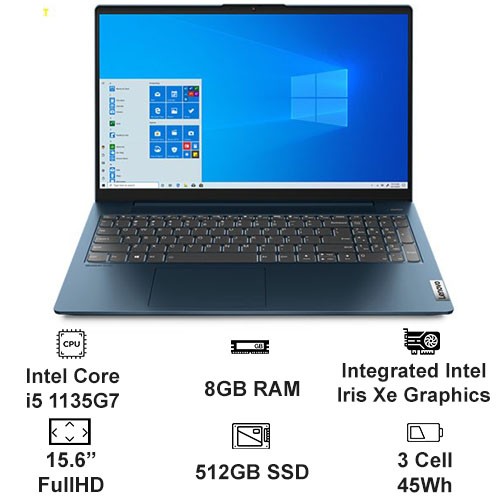 T
Lenovo
CPU
Intel Core
i5 1135G7
GB
8GB RAM
Integrated Intel
Iris Xe Graphics
15.6”
FullHD
512GB SSD
3 Cell
45Wh